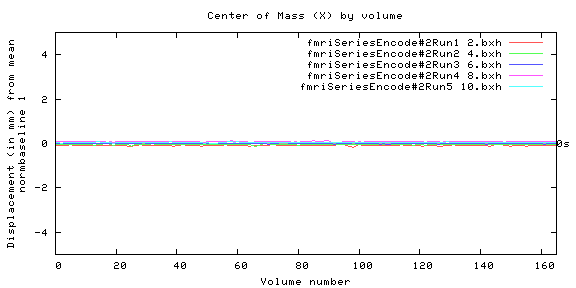 Center of Mass (X) by volume
fmriSeriesEncode#2Run1 2.bxh
fmriSeriesEncode#2Run2 4.bxh
fmriSeriesEncode#2Run3 6.bxh
fmriSeriesEncode#2Run4 8.bxh
fmriSeriesEncode#2Run5 10.bxh
Displacement (in mm) from mean
normbaseline 1
4
2
0
-2
-4
0s
0 20 40 60 80 100 120 140 160
Volume number